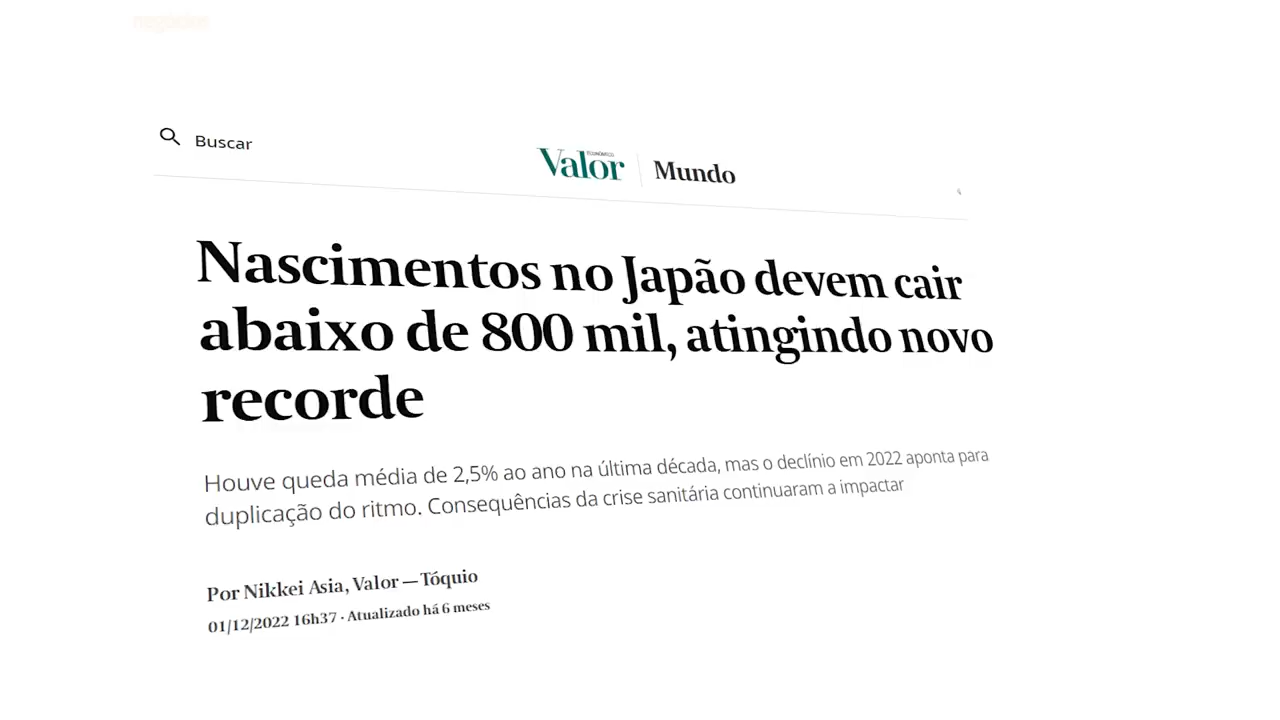 Buscar
Valor ECONÔMICO Mundo
Nascimentos no Japão devem cair
abaixo de 800 mil, atingindo novo
recorde
Houve queda média de 2,5% ao ano na última década, mas o declínio em 2022 aponta para
duplicação do ritmo. Consequências da crise sanitária continuaram a impactar
Por Nikkei Asia, Valor — Tóquio
01/12/2022 16h37 · Atualizado há 6 meses